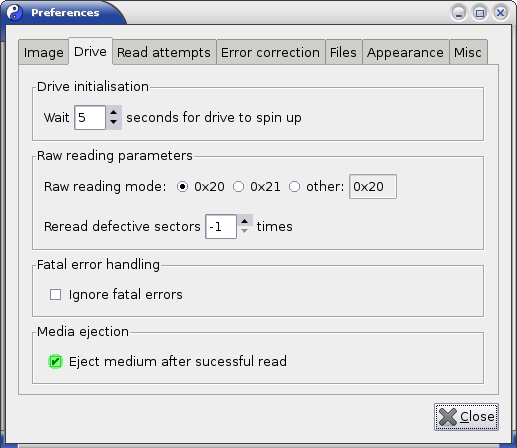 Preferences
Image Drive Read attempts Error correction Files Appearance Misc
Drive initialisation
Wait 5 seconds for drive to spin up
Raw reading parameters
Raw reading mode: 0x20 0x21 other: 0x20
Reread defective sectors -1 times
Fatal error handling
Ignore fatal errors
Media ejection
Eject medium after sucessful read
Close